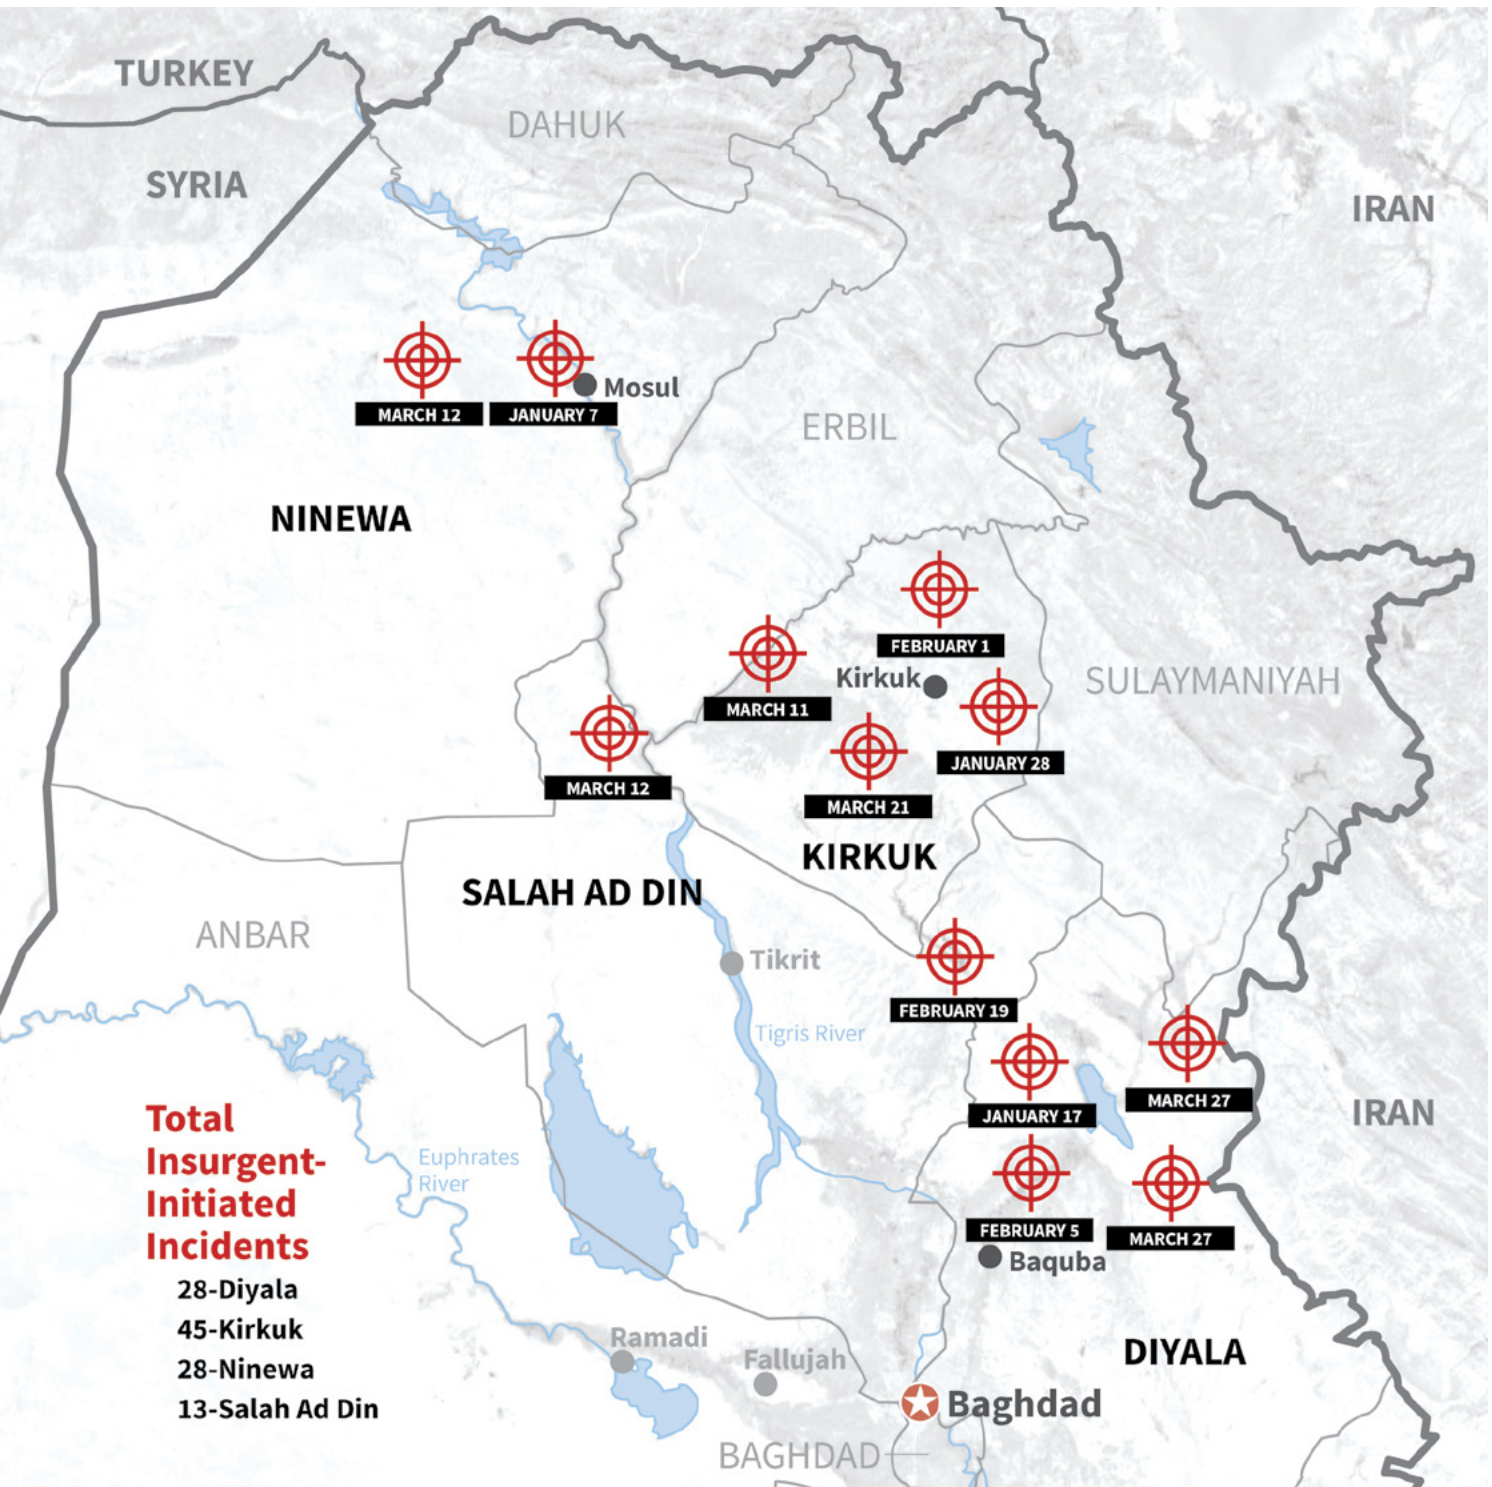 TURKEY
DAHUK
SYRIA
IRAN
MARCH 12
JANUARY 7
Mosul
ERBIL
NINEWA
FEBRUARY 1
Kirkuk
SULAYMANIYAH
MARCH 11
JANUARY 28
MARCH 12
MARCH 21
KIRKUK
SALAH AD DIN
ANBAR
Tikrit
FEBRUARY 19
Tigris River
MARCH 27
JANUARY 17
IRAN
Total
Insurgent-
Initiated
Incidents
28-Diyala
45-Kirkuk
28-Ninewa
13-Salah Ad Din
Euphrates
River
FEBRUARY 5
MARCH 27
Baquba
Ramadi
Fallujah
DIYALA
Baghdad
BAGHDAD